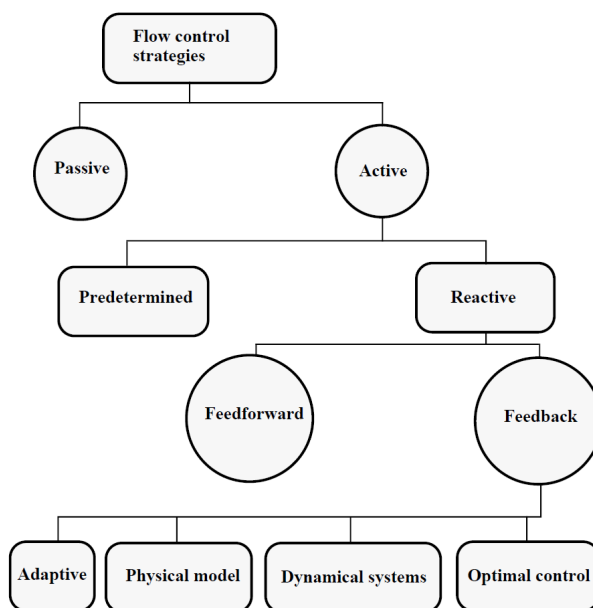 Flow control
strategies
Passive
Active
Predetermined
Reactive
Feedforward
Feedback
Adaptive
Physical model
Dynamical systems
Optimal control